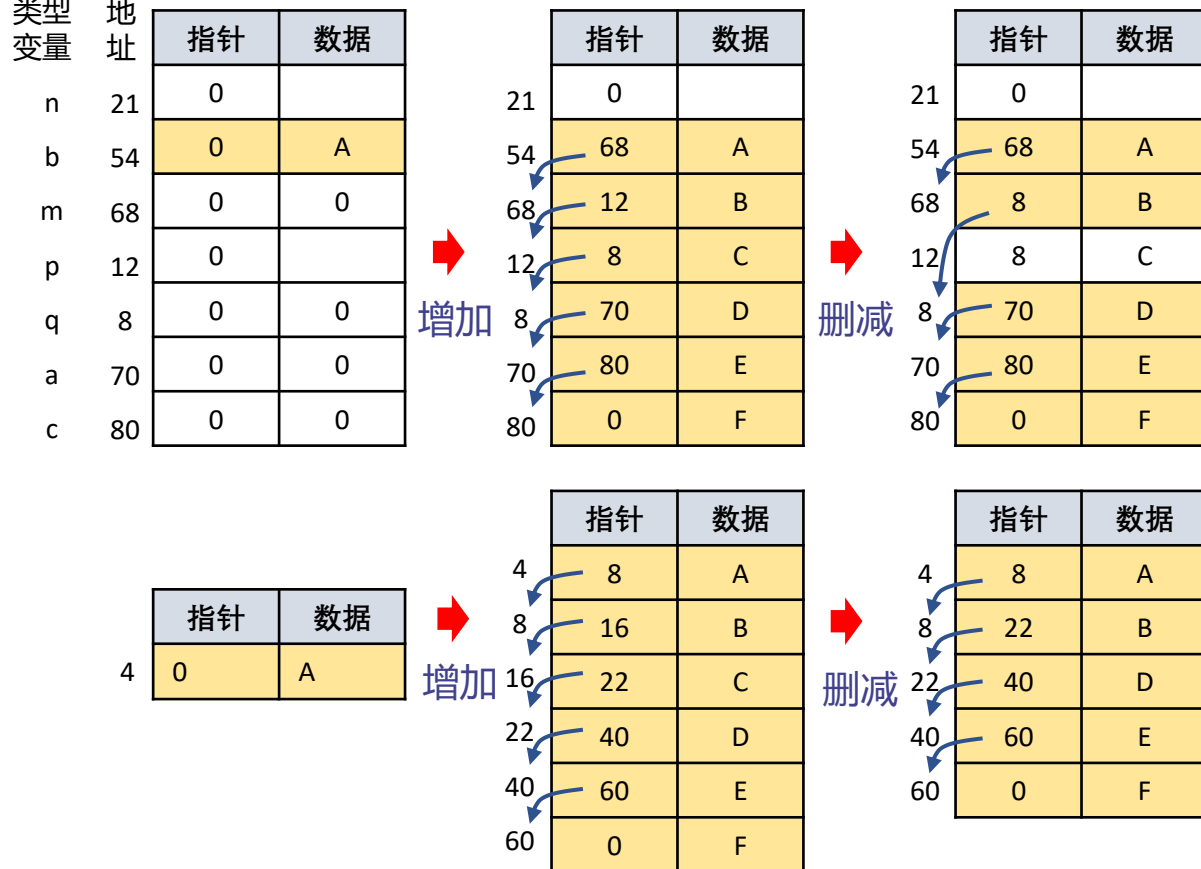 类型 地
变量 址
指针 数据
n 21 0
b 54 0 A
m 68 0 0
p 12 0
q 8 0 0
a 70 0 0
c 80 0 0
增加
指针 数据
21 0
54 68 A
68 12 B
12 8 C
8 70 D
70 80 E
80 0 F
删减
指针 数据
21 0
54 68 A
68 8 B
12 8 C
8 70 D
70 80 E
80 0 F
指针 数据
4 0 A
增加
指针 数据
4 8 A
8 16 B
16 22 C
22 40 D
40 60 E
60 0 F
删减
指针 数据
4 8 A
8 22 B
22 40 D
40 60 E
60 0 F